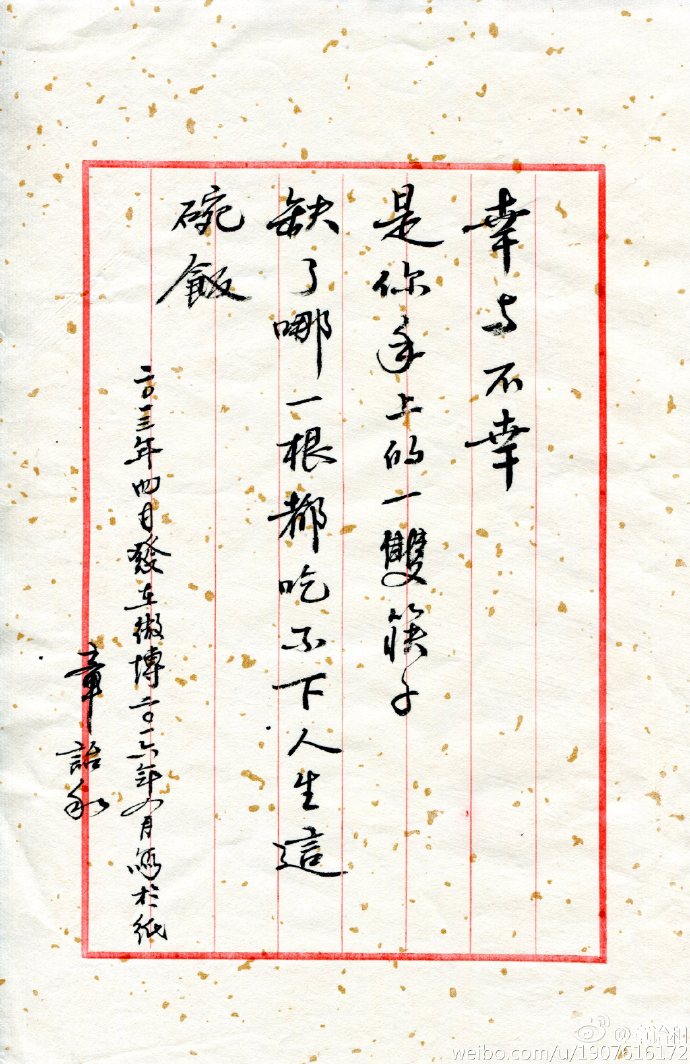 幸与不幸
是你手上的一雙筷子
缺了哪一根都吃不下人生這
碗飯
二〇一三年四月發在微博二〇一六年八月寫於紙
章詒和
@章诒和
weibo.com/u/1907616172